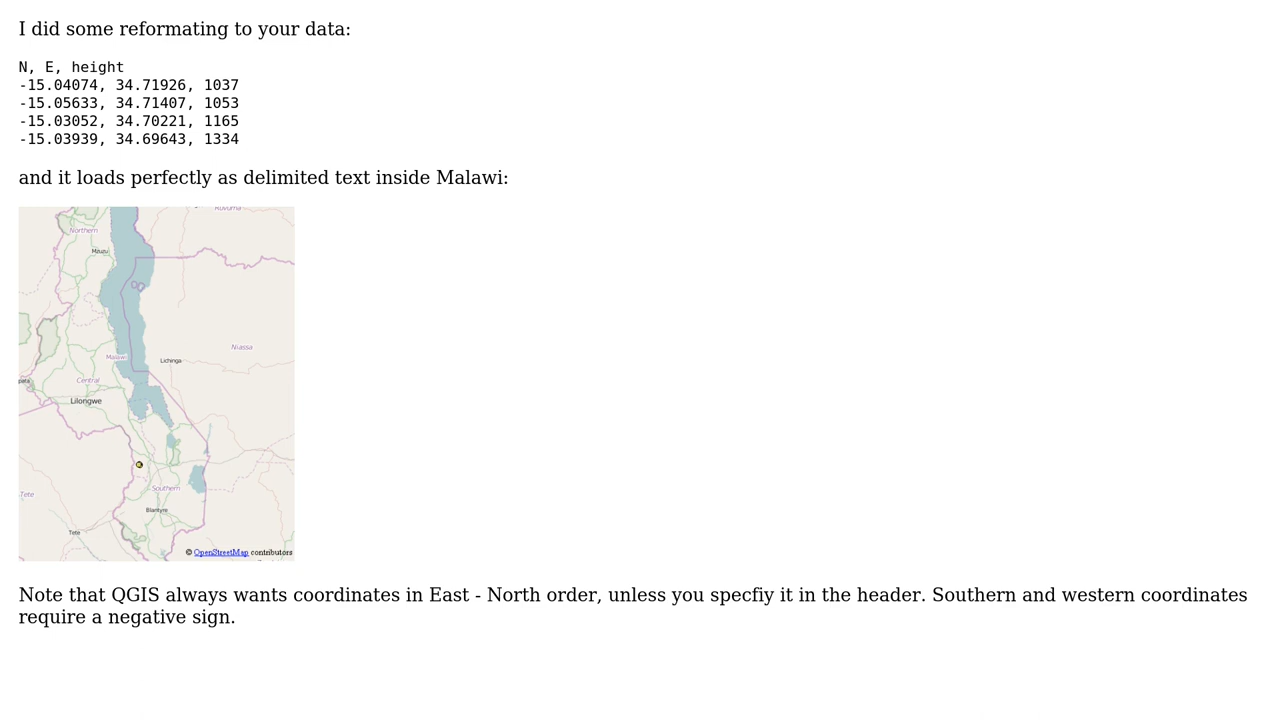 I did some reformating to your data:
N, E, height
-15.04074, 34.71926, 1037
-15.05633, 34.71407, 1053
-15.03052, 34.70221, 1165
-15.03939, 34.69643, 1334
and it loads perfectly as delimited text inside Malawi:
Ruvuma
Northern
Mzuzu
Niassa
Malawi
Lichinga
Central
Lilongwe
Southern
Tete
Blantyre
Tete
© OpenStreetMap contributors
Note that QGIS always wants coordinates in East - North order, unless you specfiy it in the header. Southern and western coordinates
require a negative sign.